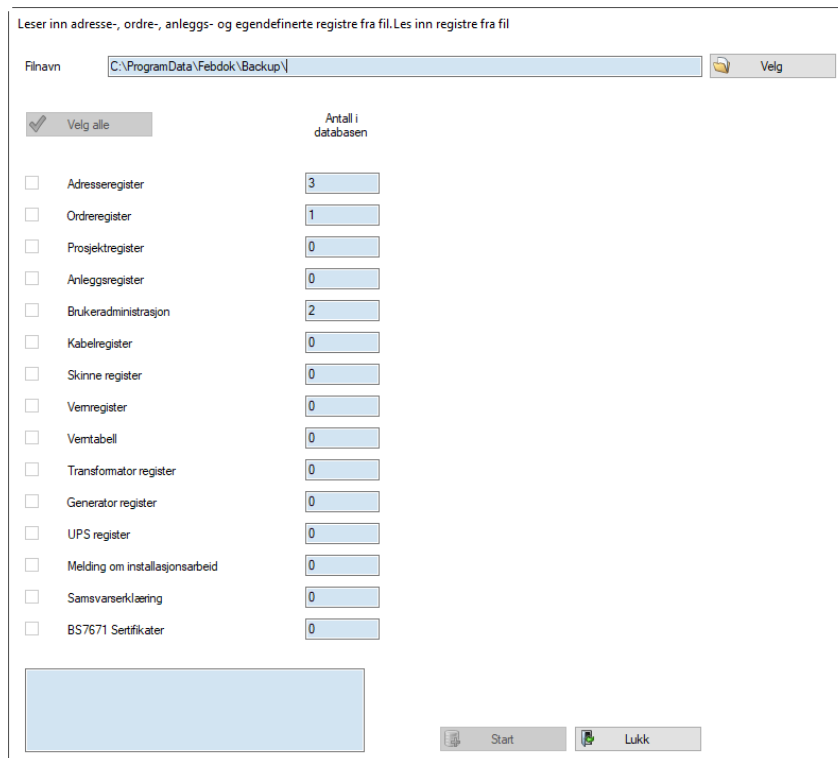 Leser inn adresse-, ordre-, anleggs- og egendefinerte registre fra fil.Les inn registre fra fil
Filnavn C:\ProgramData\Febdok\Backup\ Velg
Velg alle
Antall i
databasen
Adresseregister 3
Ordreregister 1
Prosjektregister 0
Anleggsregister 0
Brukeradministrasjon 2
Kabelregister 0
Skinne register 0
Vernregister 0
Verntabell 0
Transformator register 0
Generator register 0
UPS register 0
Melding om installasjonsarbeid 0
Samsvarserklæring 0
BS7671 Sertifikater 0
Start Lukk